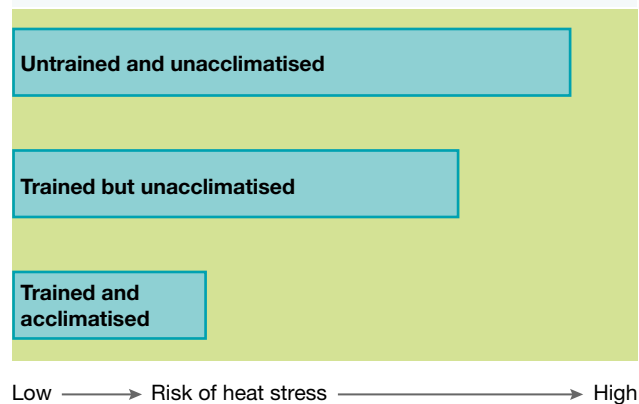 Untrained and unacclimatised
Trained but unacclimatised
Trained and
acclimatised
Low Risk of heat stress High